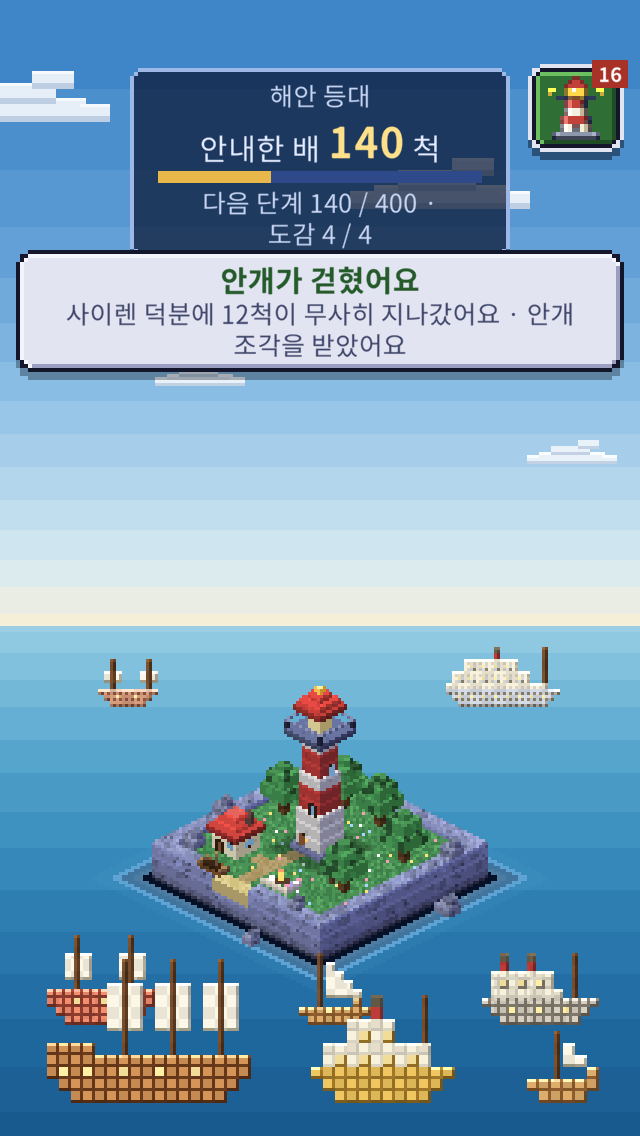 해안 등대
16
안내한 배 140 척
다음 단계 140 / 400 ·
도감 4 / 4
안개가 걷혔어요
사이렌 덕분에 12척이 무사히 지나갔어요 · 안개
조각을 받았어요